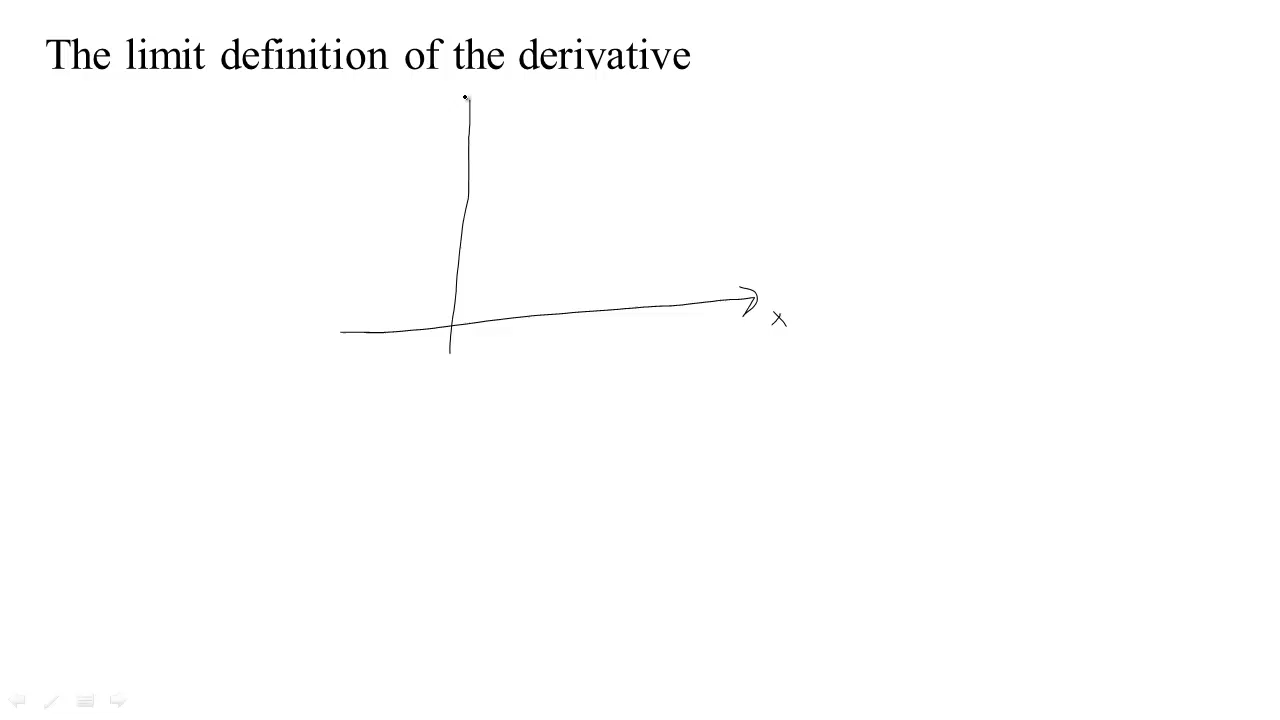 The limit definition of the derivative
x